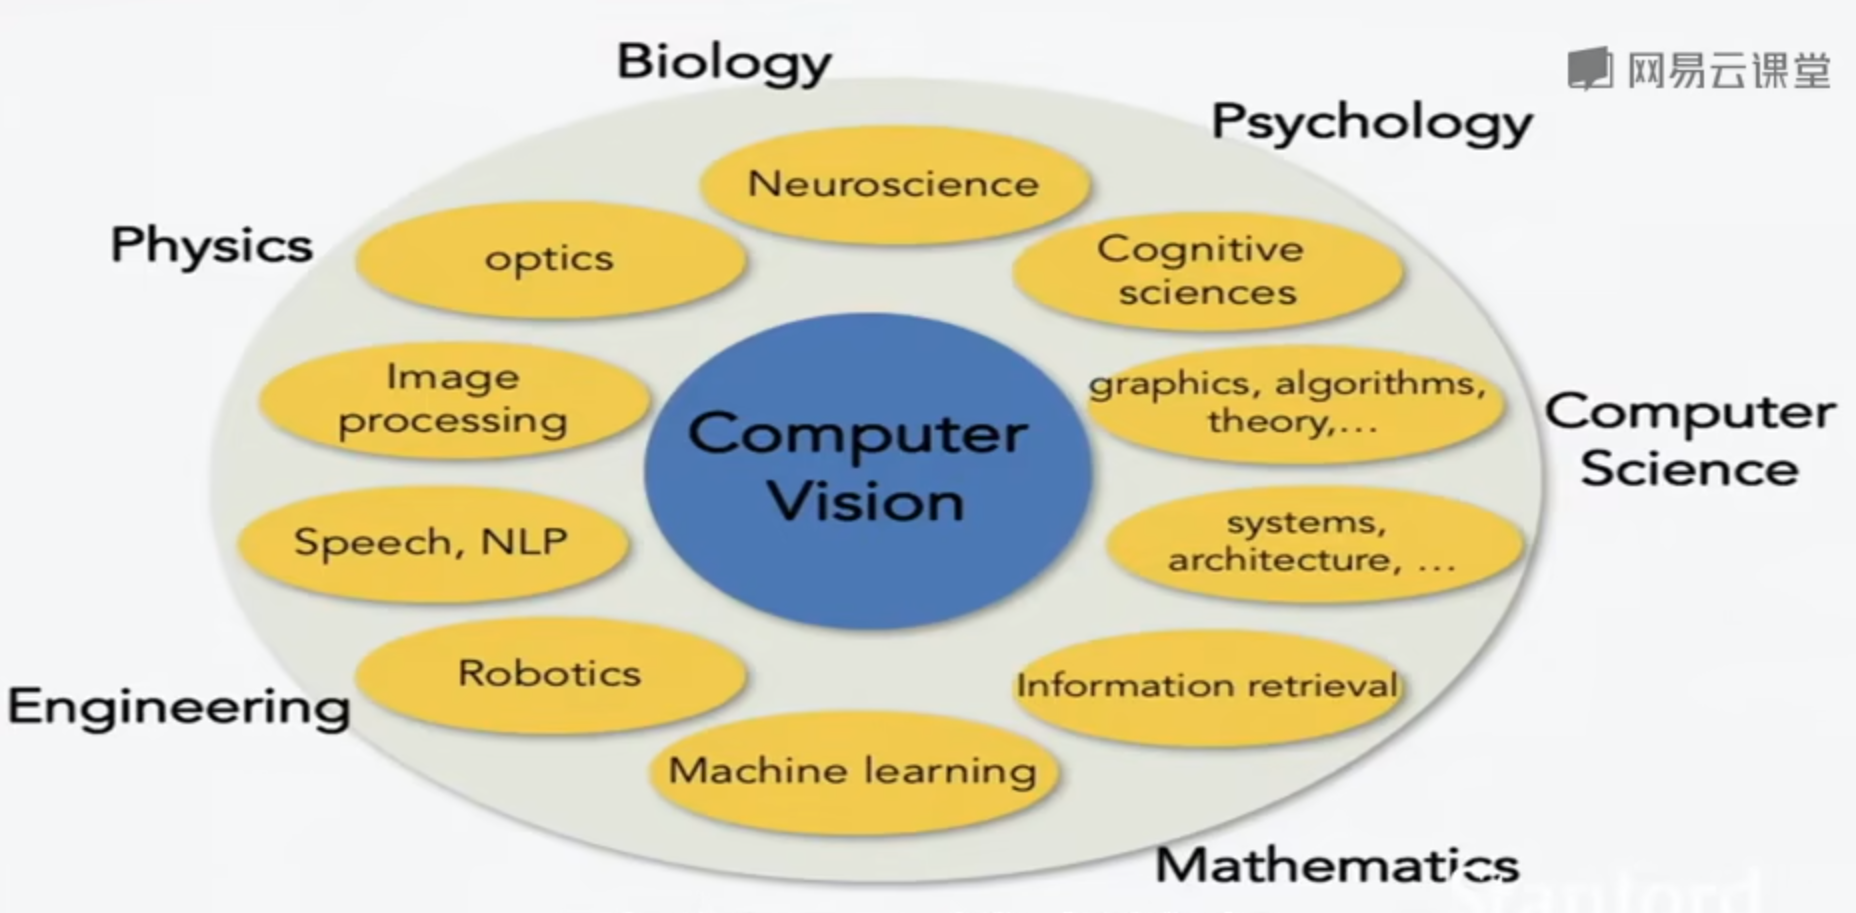 Biology
网易云课堂
Psychology
Neuroscience
Physics
optics
Cognitive
sciences
Image
processing
Computer
Vision
graphics, algorithms,
theory,...
Computer
Science
Speech, NLP
systems,
architecture, ...
Engineering
Robotics
Information retrieval
Machine learning
Mathematics
Stanford